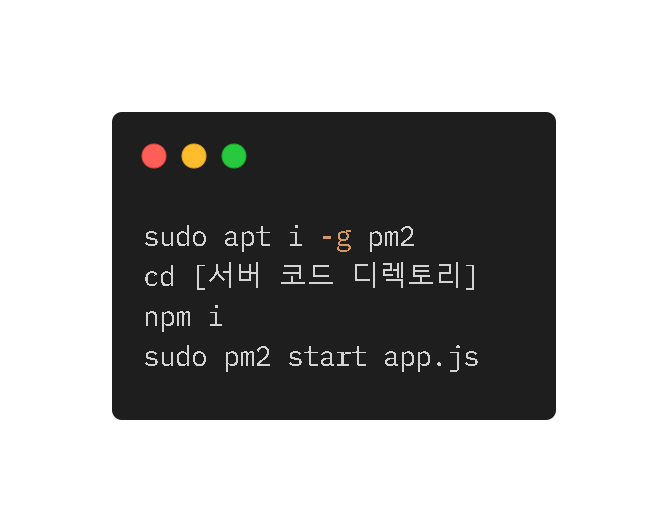 sudo apt i -g pm2
cd [서버 코드 디렉토리]
npm i
sudo pm2 start app.js